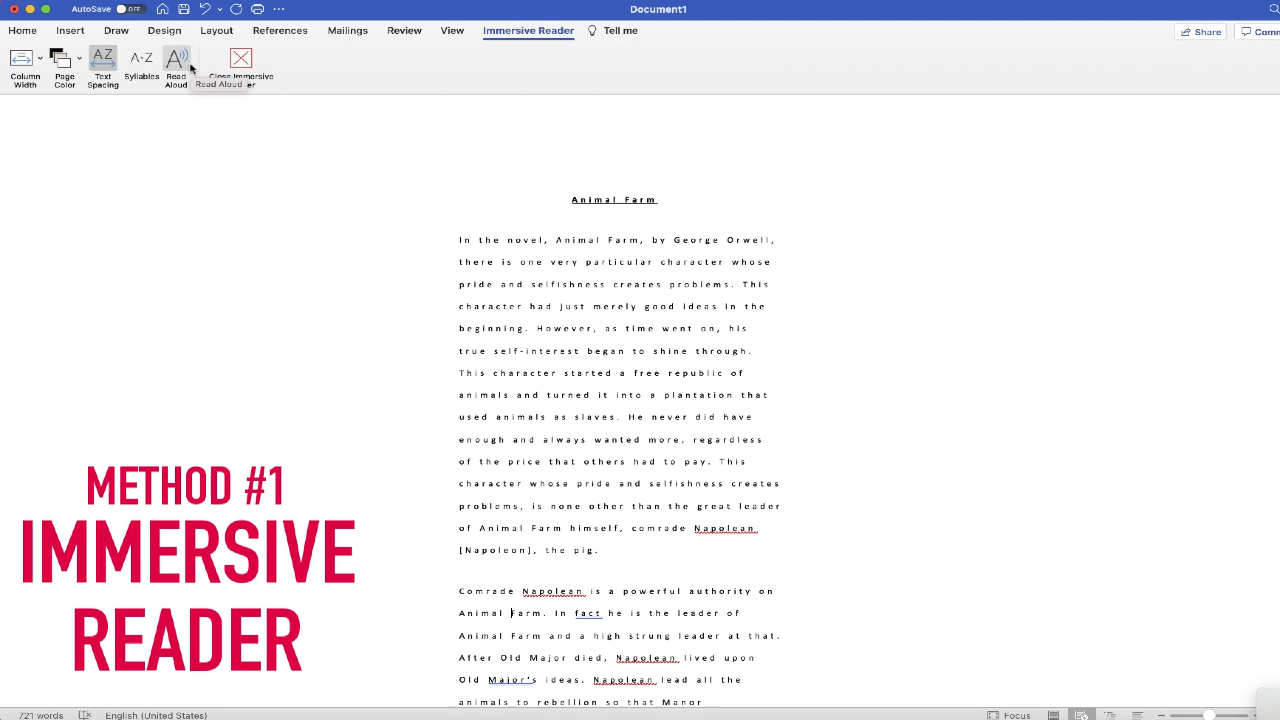 AutoSave OFF
Document1
Home Insert Draw Design Layout References Mailings Review View Immersive Reader Tell me
Share
Column Width
Page Color
Text Spacing
Syllables
Read Aloud
Read Aloud
Animal Farm
In the novel, Animal Farm, by George Orwell,
there is one very particular character whose
pride and selfishness creates problems. This
character had just merely good ideas in the
beginning. However, as time went on, his
true self-interest began to shine through.
This character started a free republic of
animals and turned it into a plantation that
used animals as slaves. He never did have
enough and always wanted more, regardless
of the price that others had to pay. This
character whose pride and selfishness creates
problems, is none other than the great leader
of Animal Farm himself, comrade Napolean
[Napoleon], the pig.
Comrade Napolean is a powerful authority on
Animal Farm. In fact he is the leader of
Animal Farm and a high strung leader at that.
After Old Major died, Napolean lived upon
Old Major's ideas. Napolean lead all the
animals to rebellion so that Manor
METHOD #1
IMMERSIVE
READER
721 words English (United States) Focus